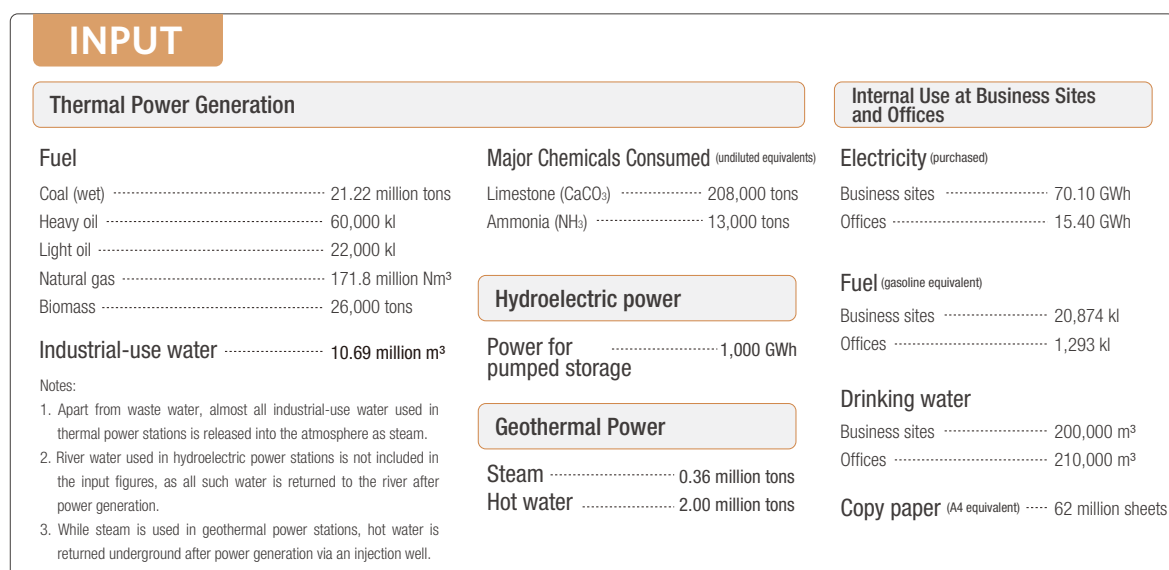 INPUT
Thermal Power Generation
Fuel
Coal (wet) 21.22 million tons
Heavy oil 60,000 kl
Light oil 22,000 kl
Natural gas 171.8 million Nm³
Biomass 26,000 tons
Industrial-use water 10.69 million m³
Notes:
1. Apart from waste water, almost all industrial-use water used in
thermal power stations is released into the atmosphere as steam.
2. River water used in hydroelectric power stations is not included in
the input figures, as all such water is returned to the river after
power generation.
3. While steam is used in geothermal power stations, hot water is
returned underground after power generation via an injection well.
Major Chemicals Consumed (undiluted equivalents)
Limestone (CaCO₃) 208,000 tons
Ammonia (NH₃) 13,000 tons
Hydroelectric power
Power for 1,000 GWh
pumped storage
Geothermal Power
Steam 0.36 million tons
Hot water 2.00 million tons
Internal Use at Business Sites
and Offices
Electricity (purchased)
Business sites 70.10 GWh
Offices 15.40 GWh
Fuel (gasoline equivalent)
Business sites 20,874 kl
Offices 1,293 kl
Drinking water
Business sites 200,000 m³
Offices 210,000 m³
Copy paper (A4 equivalent) 62 million sheets